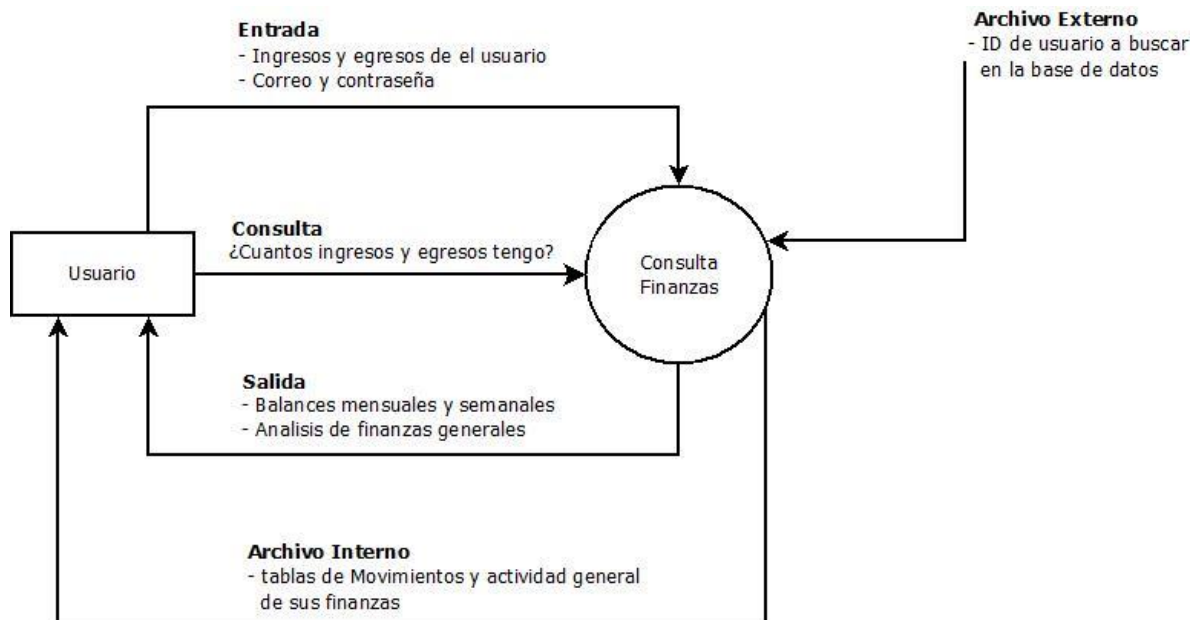 Entrada
- Ingresos y egresos de el usuario
- Correo y contraseña
Archivo Externo
- ID de usuario a buscar
en la base de datos
Consulta
¿Cuantos ingresos y egresos tengo?
Usuario
Consulta
Finanzas
Salida
- Balances mensuales y semanales
- Analisis de finanzas generales
Archivo Interno
- tablas de Movimientos y actividad general
de sus finanzas